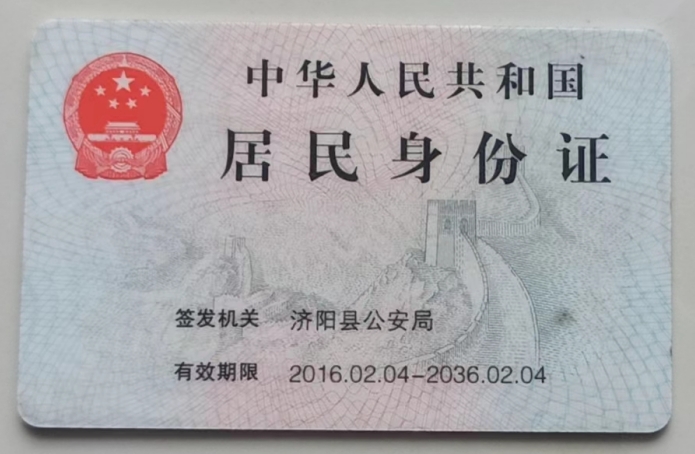 中华人民共和国
居民身份证
签发机关 济阳县公安局
有效期限 2016.02.04-2036.02.04